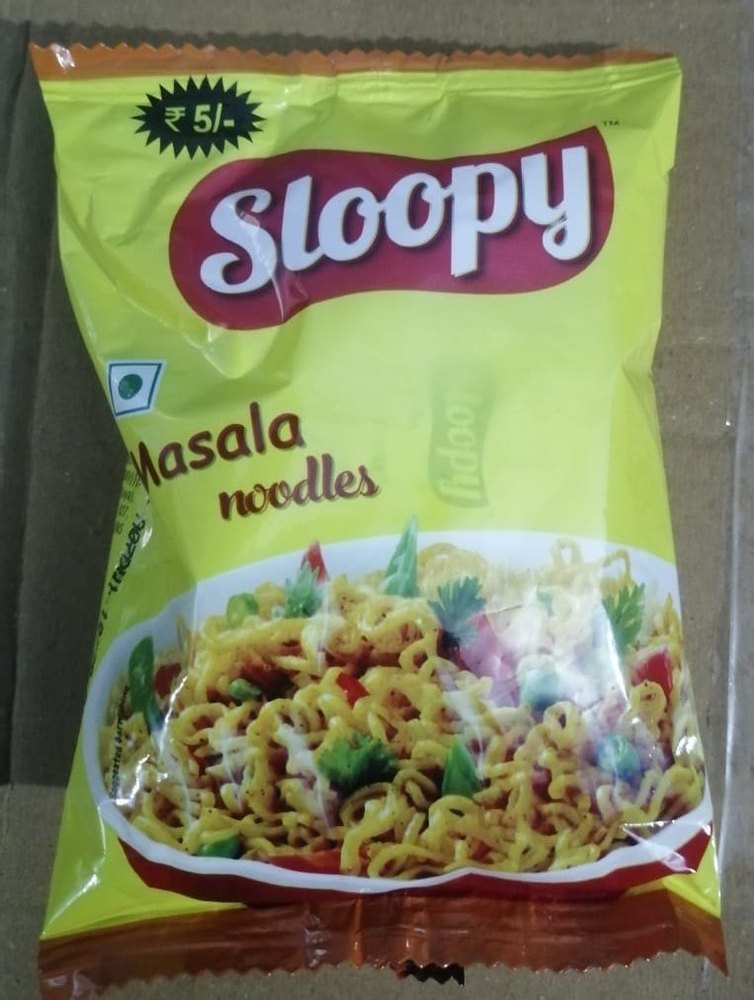 ₹ 5/-
Sloopy
TM
Masala
noodles